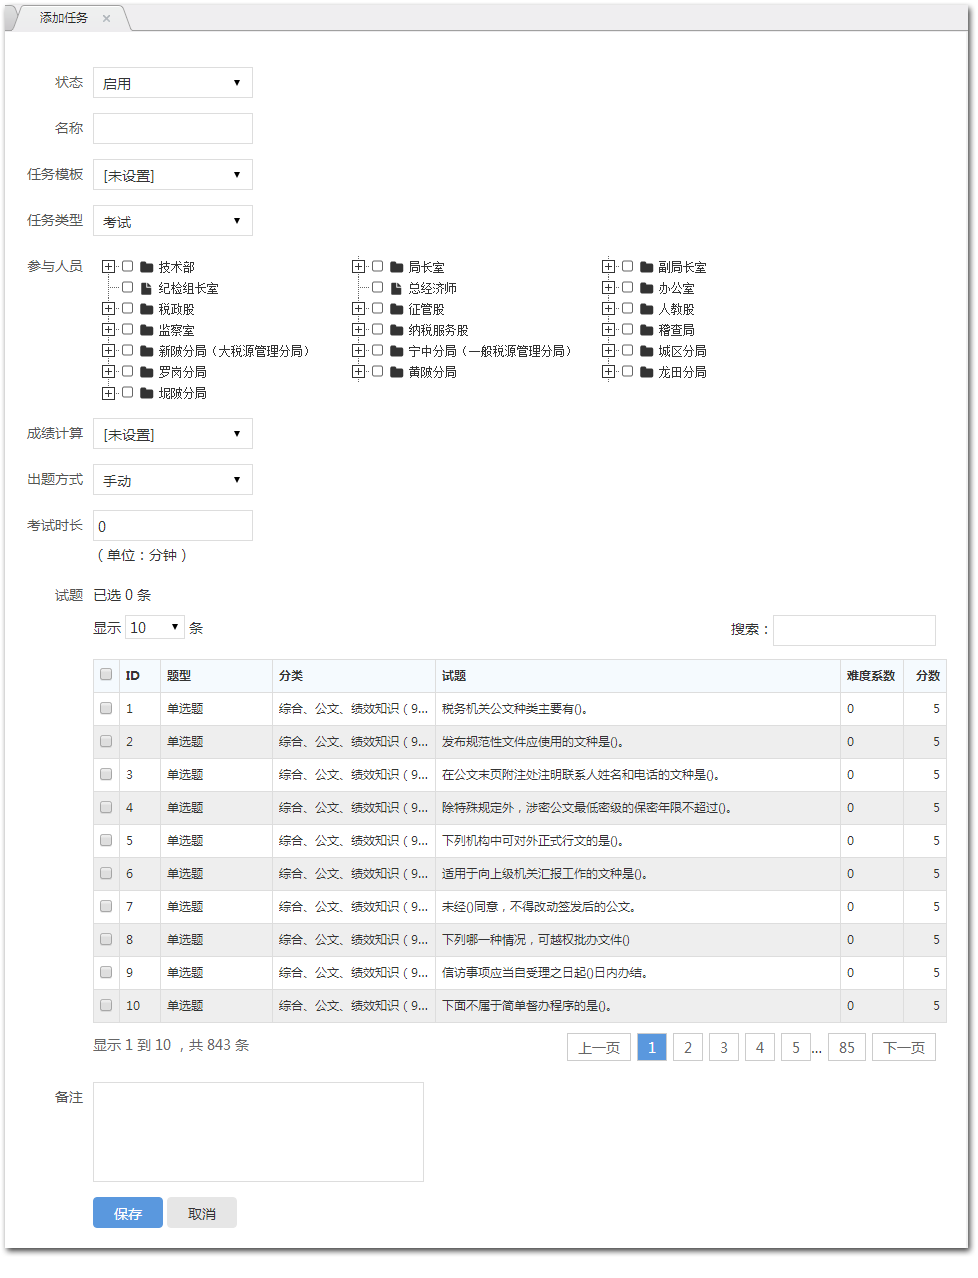 添加任务 ×
状态 启用
名称
任务模板 [未设置]
任务类型 考试
参与人员 技术部 局长室 副局长室
纪检组长室 总经济师 办公室
税政股 征管股 人教股
监察室 纳税服务股 稽查局
新陂分局（大税源管理分局） 宁中分局（一般税源管理分局） 城区分局
罗岗分局 黄陂分局 龙田分局
坭陂分局
成绩计算 [未设置]
出题方式 手动
考试时长 0
（单位：分钟）
试题 已选 0 条
显示 10 条 搜索：
ID 题型 分类 试题 难度系数 分数
1 单选题 综合、公文、绩效知识（9... 税务机关公文种类主要有()。 0 5
2 单选题 综合、公文、绩效知识（9... 发布规范性文件应使用的文种是()。 0 5
3 单选题 综合、公文、绩效知识（9... 在公文末页附注处注明联系人姓名和电话的文种是()。 0 5
4 单选题 综合、公文、绩效知识（9... 除特殊规定外，涉密公文最低密级的保密年限不超过()。 0 5
5 单选题 综合、公文、绩效知识（9... 下列机构中可对外正式行文的是()。 0 5
6 单选题 综合、公文、绩效知识（9... 适用于向上级机关汇报工作的文种是()。 0 5
7 单选题 综合、公文、绩效知识（9... 未经()同意，不得改动签发后的公文。 0 5
8 单选题 综合、公文、绩效知识（9... 下列哪一种情况，可越权批办文件() 0 5
9 单选题 综合、公文、绩效知识（9... 信访事项应当自受理之日起()日内办结。 0 5
10 单选题 综合、公文、绩效知识（9... 下面不属于简单督办程序的是()。 0 5
显示 1 到 10 ，共 843 条 上一页 1 2 3 4 5 ... 85 下一页
备注
保存 取消